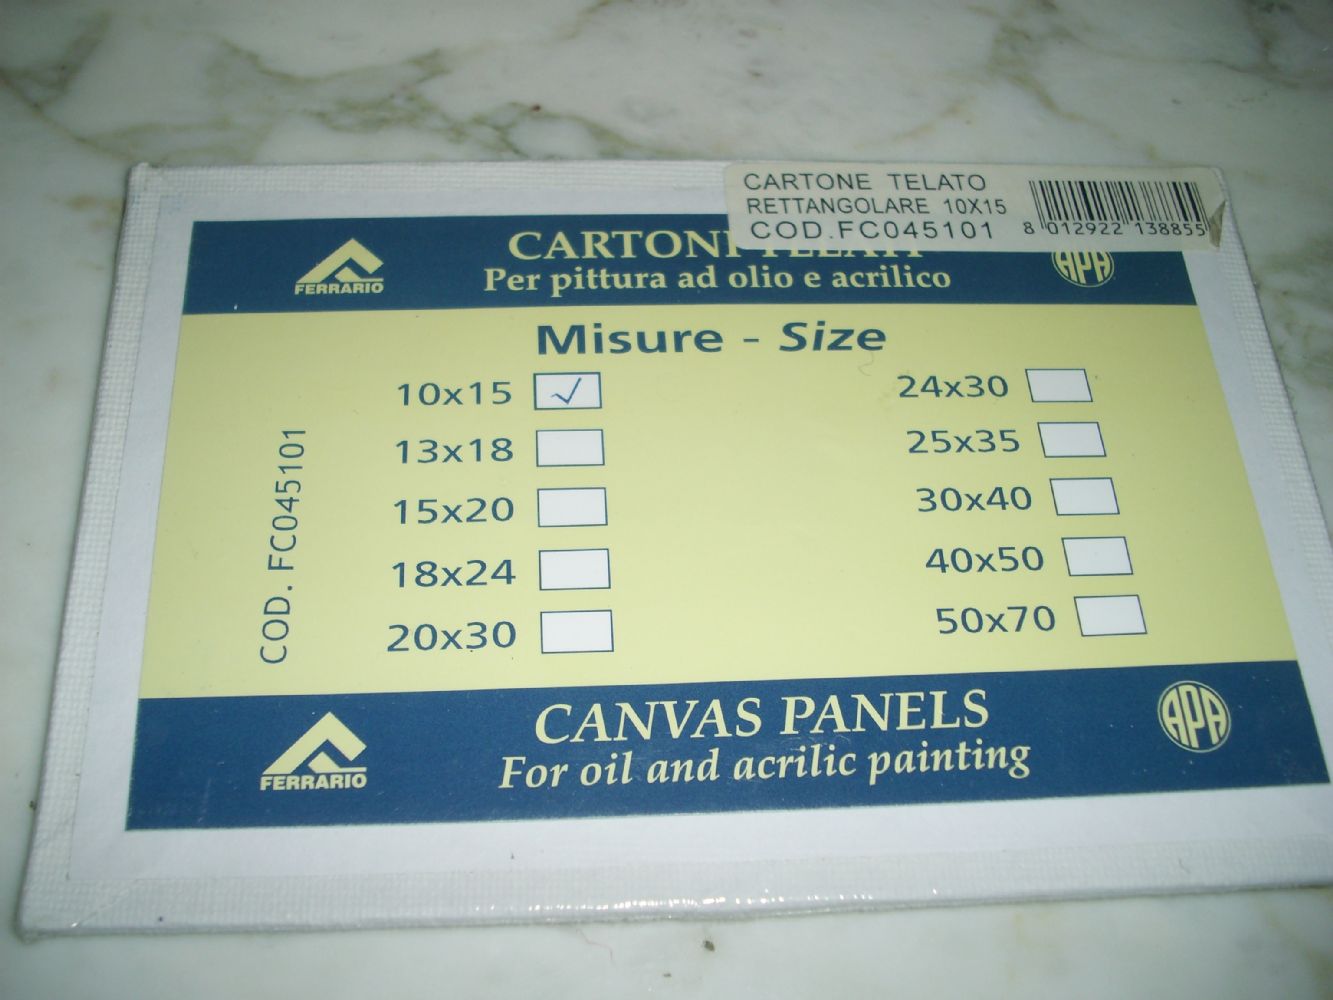 CARTONE TELATO
RETTANGOLARE 10X15
COD.FC045101
8 012922 138855
FERRARIO
CARTONI TELATI
Per pittura ad olio e acrilico
APA
Misure - Size
10x15
13x18
15x20
18x24
20x30
24x30
25x35
30x40
40x50
50x70
COD. FC045101
FERRARIO
CANVAS PANELS
For oil and acrilic painting
APA